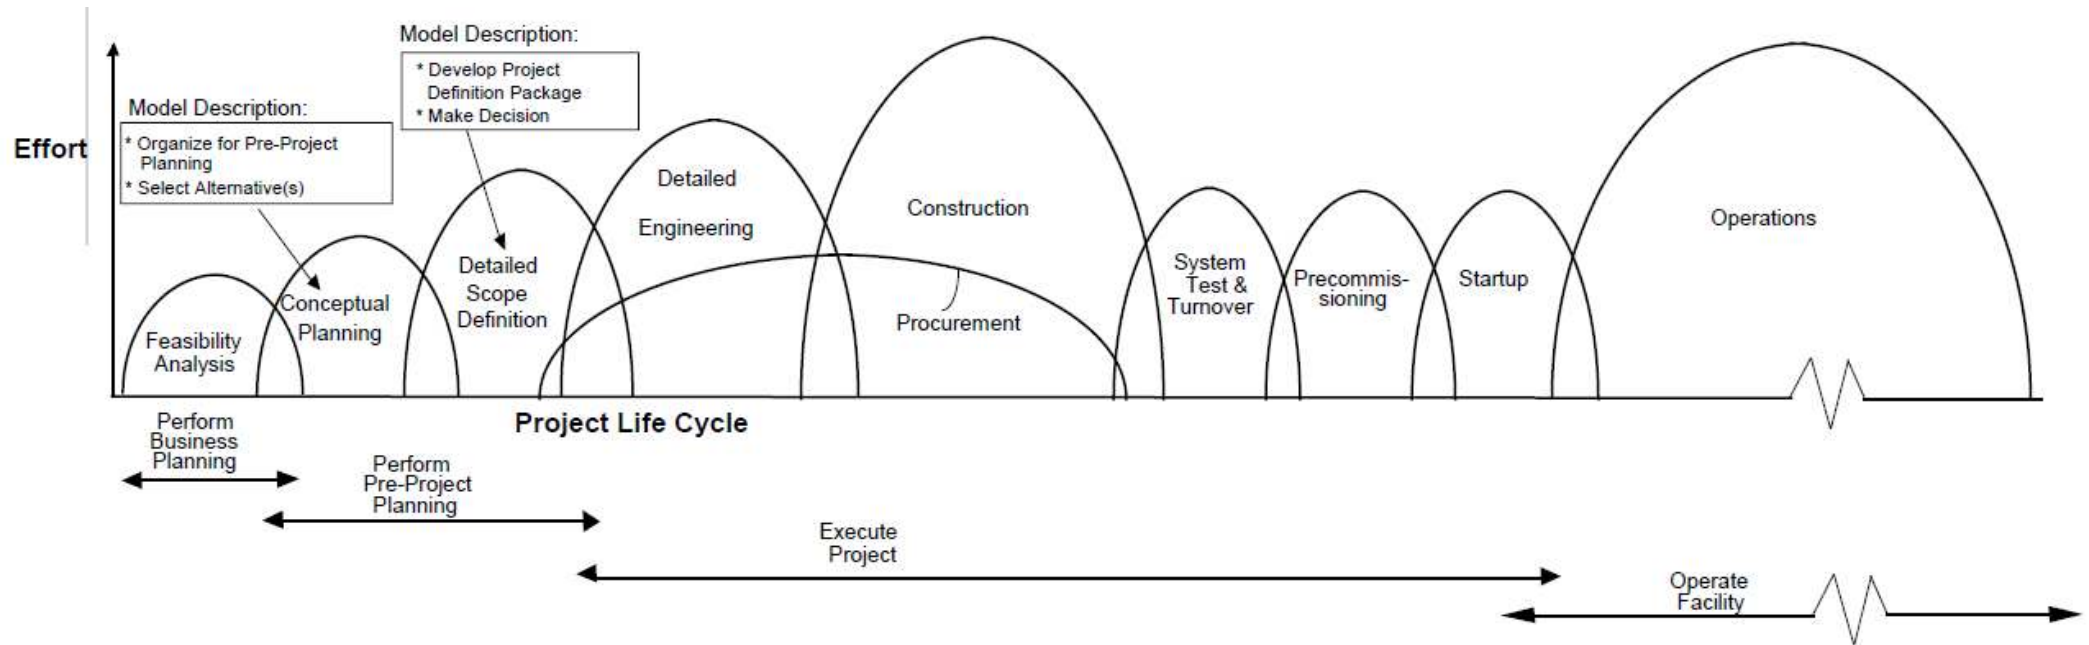 Model Description:
* Develop Project
Definition Package
* Make Decision
Model Description:
* Organize for Pre-Project
Planning
* Select Alternative(s)
Effort
Feasibility
Analysis
Conceptual
Planning
Detailed
Scope
Definition
Detailed
Engineering
Construction
Procurement
System
Test &
Turnover
Precommis-
sioning
Startup
Operations
Project Life Cycle
Perform
Business
Planning
Perform
Pre-Project
Planning
Execute
Project
Operate
Facility